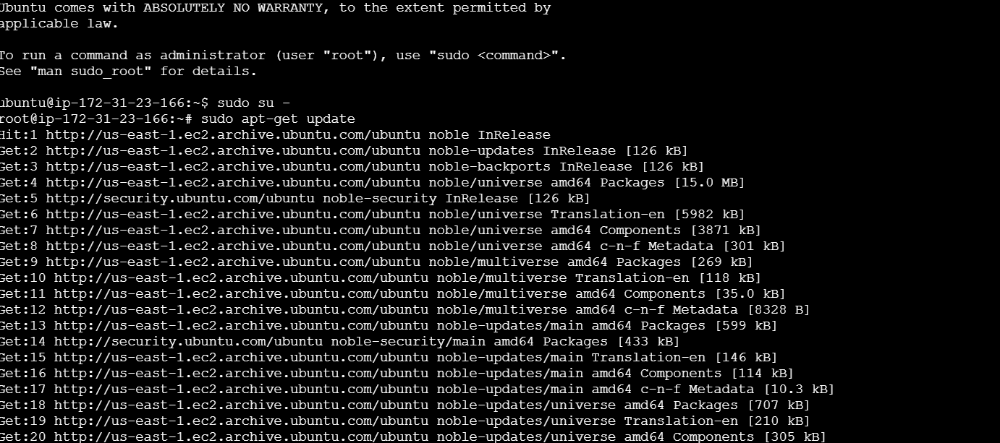 Ubuntu comes with ABSOLUTELY NO WARRANTY, to the extent permitted by
applicable law.
To run a command as administrator (user "root"), use "sudo <command>".
See "man sudo_root" for details.
ubuntu@ip-172-31-23-166:~$ sudo su -
root@ip-172-31-23-166:~# sudo apt-get update
Hit:1 http://us-east-1.ec2.archive.ubuntu.com/ubuntu noble InRelease
Get:2 http://us-east-1.ec2.archive.ubuntu.com/ubuntu noble-updates InRelease [126 kB]
Get:3 http://us-east-1.ec2.archive.ubuntu.com/ubuntu noble-backports InRelease [126 kB]
Get:4 http://us-east-1.ec2.archive.ubuntu.com/ubuntu noble/universe amd64 Packages [15.0 MB]
Get:5 http://security.ubuntu.com/ubuntu noble-security InRelease [126 kB]
Get:6 http://us-east-1.ec2.archive.ubuntu.com/ubuntu noble/universe Translation-en [5982 kB]
Get:7 http://us-east-1.ec2.archive.ubuntu.com/ubuntu noble/universe amd64 Components [3871 kB]
Get:8 http://us-east-1.ec2.archive.ubuntu.com/ubuntu noble/universe amd64 c-n-f Metadata [301 kB]
Get:9 http://us-east-1.ec2.archive.ubuntu.com/ubuntu noble/multiverse amd64 Packages [269 kB]
Get:10 http://us-east-1.ec2.archive.ubuntu.com/ubuntu noble/multiverse Translation-en [118 kB]
Get:11 http://us-east-1.ec2.archive.ubuntu.com/ubuntu noble/multiverse amd64 Components [35.0 kB]
Get:12 http://us-east-1.ec2.archive.ubuntu.com/ubuntu noble/multiverse amd64 c-n-f Metadata [8328 B]
Get:13 http://us-east-1.ec2.archive.ubuntu.com/ubuntu noble-updates/main amd64 Packages [599 kB]
Get:14 http://security.ubuntu.com/ubuntu noble-security/main amd64 Packages [433 kB]
Get:15 http://us-east-1.ec2.archive.ubuntu.com/ubuntu noble-updates/main Translation-en [146 kB]
Get:16 http://us-east-1.ec2.archive.ubuntu.com/ubuntu noble-updates/main amd64 Components [114 kB]
Get:17 http://us-east-1.ec2.archive.ubuntu.com/ubuntu noble-updates/main amd64 c-n-f Metadata [10.3 kB]
Get:18 http://us-east-1.ec2.archive.ubuntu.com/ubuntu noble-updates/universe amd64 Packages [707 kB]
Get:19 http://us-east-1.ec2.archive.ubuntu.com/ubuntu noble-updates/universe Translation-en [210 kB]
Get:20 http://us-east-1.ec2.archive.ubuntu.com/ubuntu noble-updates/universe amd64 Components [305 kB]